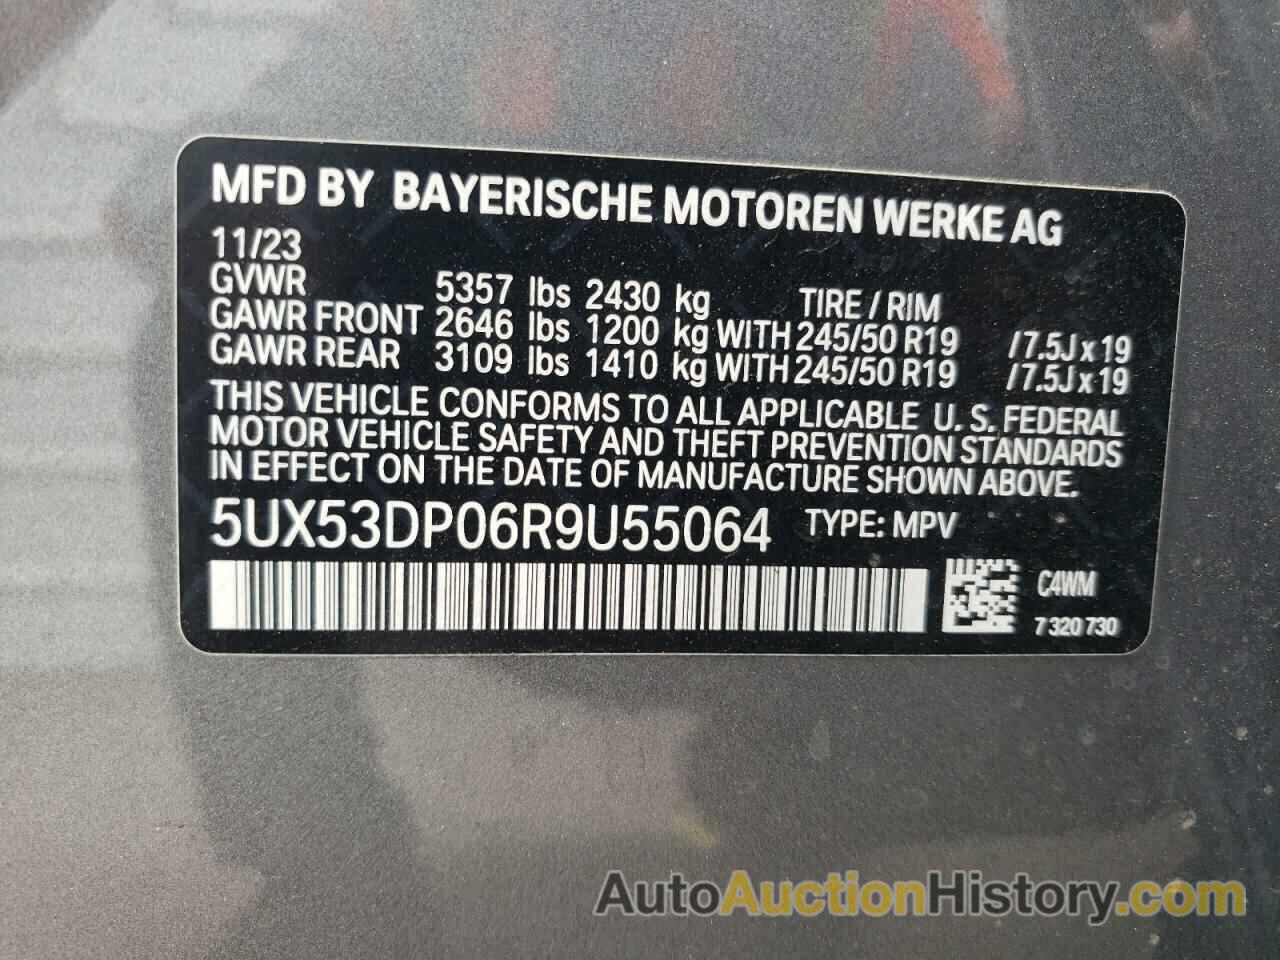 MFD BY BAYERISCHE MOTOREN WERKE AG
11/23
GVWR 5357 lbs 2430 kg TIRE / RIM
GAWR FRONT 2646 lbs 1200 kg WITH 245/50 R19 /7.5J x 19
GAWR REAR 3109 lbs 1410 kg WITH 245/50 R19 /7.5J x 19
THIS VEHICLE CONFORMS TO ALL APPLICABLE U. S. FEDERAL
MOTOR VEHICLE SAFETY AND THEFT PREVENTION STANDARDS
IN EFFECT ON THE DATE OF MANUFACTURE SHOWN ABOVE.
5UX53DP06R9U55064 TYPE: MPV
C4WM
7 320 730
AutoAuctionHistory.com